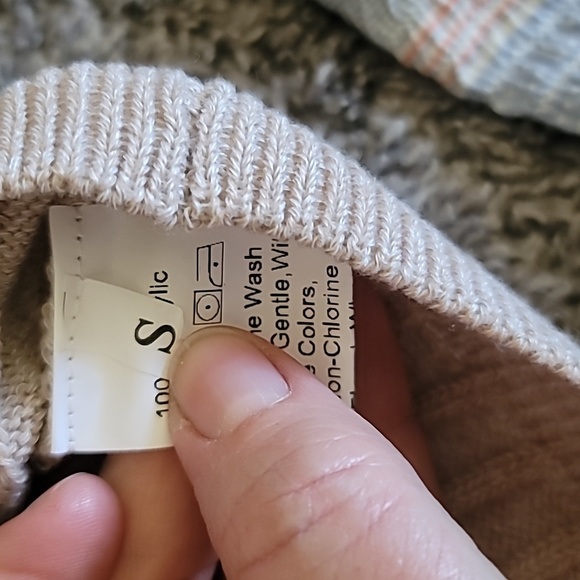 S
100 ylic
ne Wash
Gentle, Wi
e Colors,
on-Chlorine